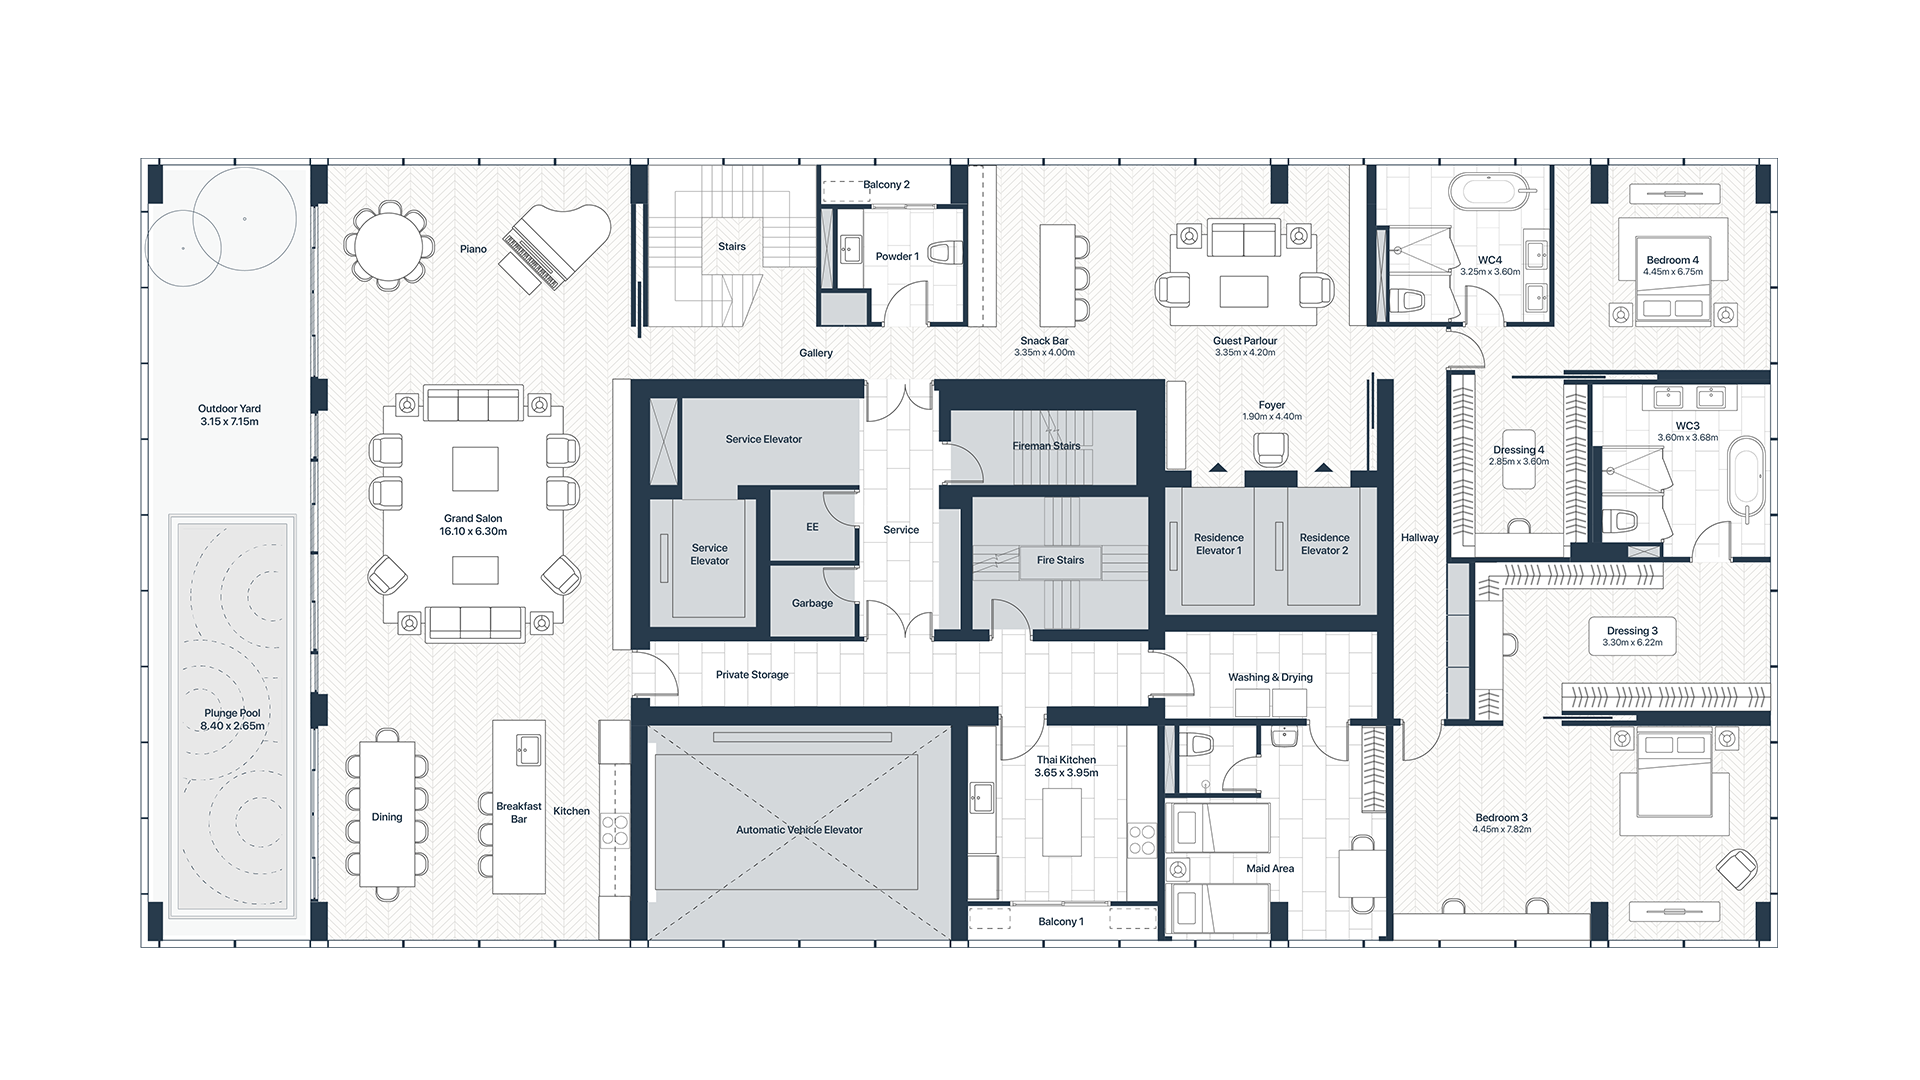 Balcony 2
Stairs
Piano
Powder 1
WC4
3.25m x 3.60m
Bedroom 4
4.45m x 6.75m
Gallery
Snack Bar
3.35m x 4.00m
Guest Parlour
3.35m x 4.20m
Outdoor Yard
3.15 x 7.15m
Foyer
1.90m x 4.40m
Service Elevator
Fireman Stairs
Dressing 4
2.85m x 3.60m
WC3
3.60m x 3.68m
Grand Salon
16.10 x 6.30m
EE
Service
Service
Elevator
Fire Stairs
Residence
Elevator 1
Residence
Elevator 2
Hallway
Garbage
Dressing 3
3.30m x 6.22m
Private Storage
Washing & Drying
Plunge Pool
8.40 x 2.65m
Thai Kitchen
3.65 x 3.95m
Dining
Breakfast
Bar
Kitchen
Automatic Vehicle Elevator
Bedroom 3
4.45m x 7.82m
Maid Area
Balcony 1